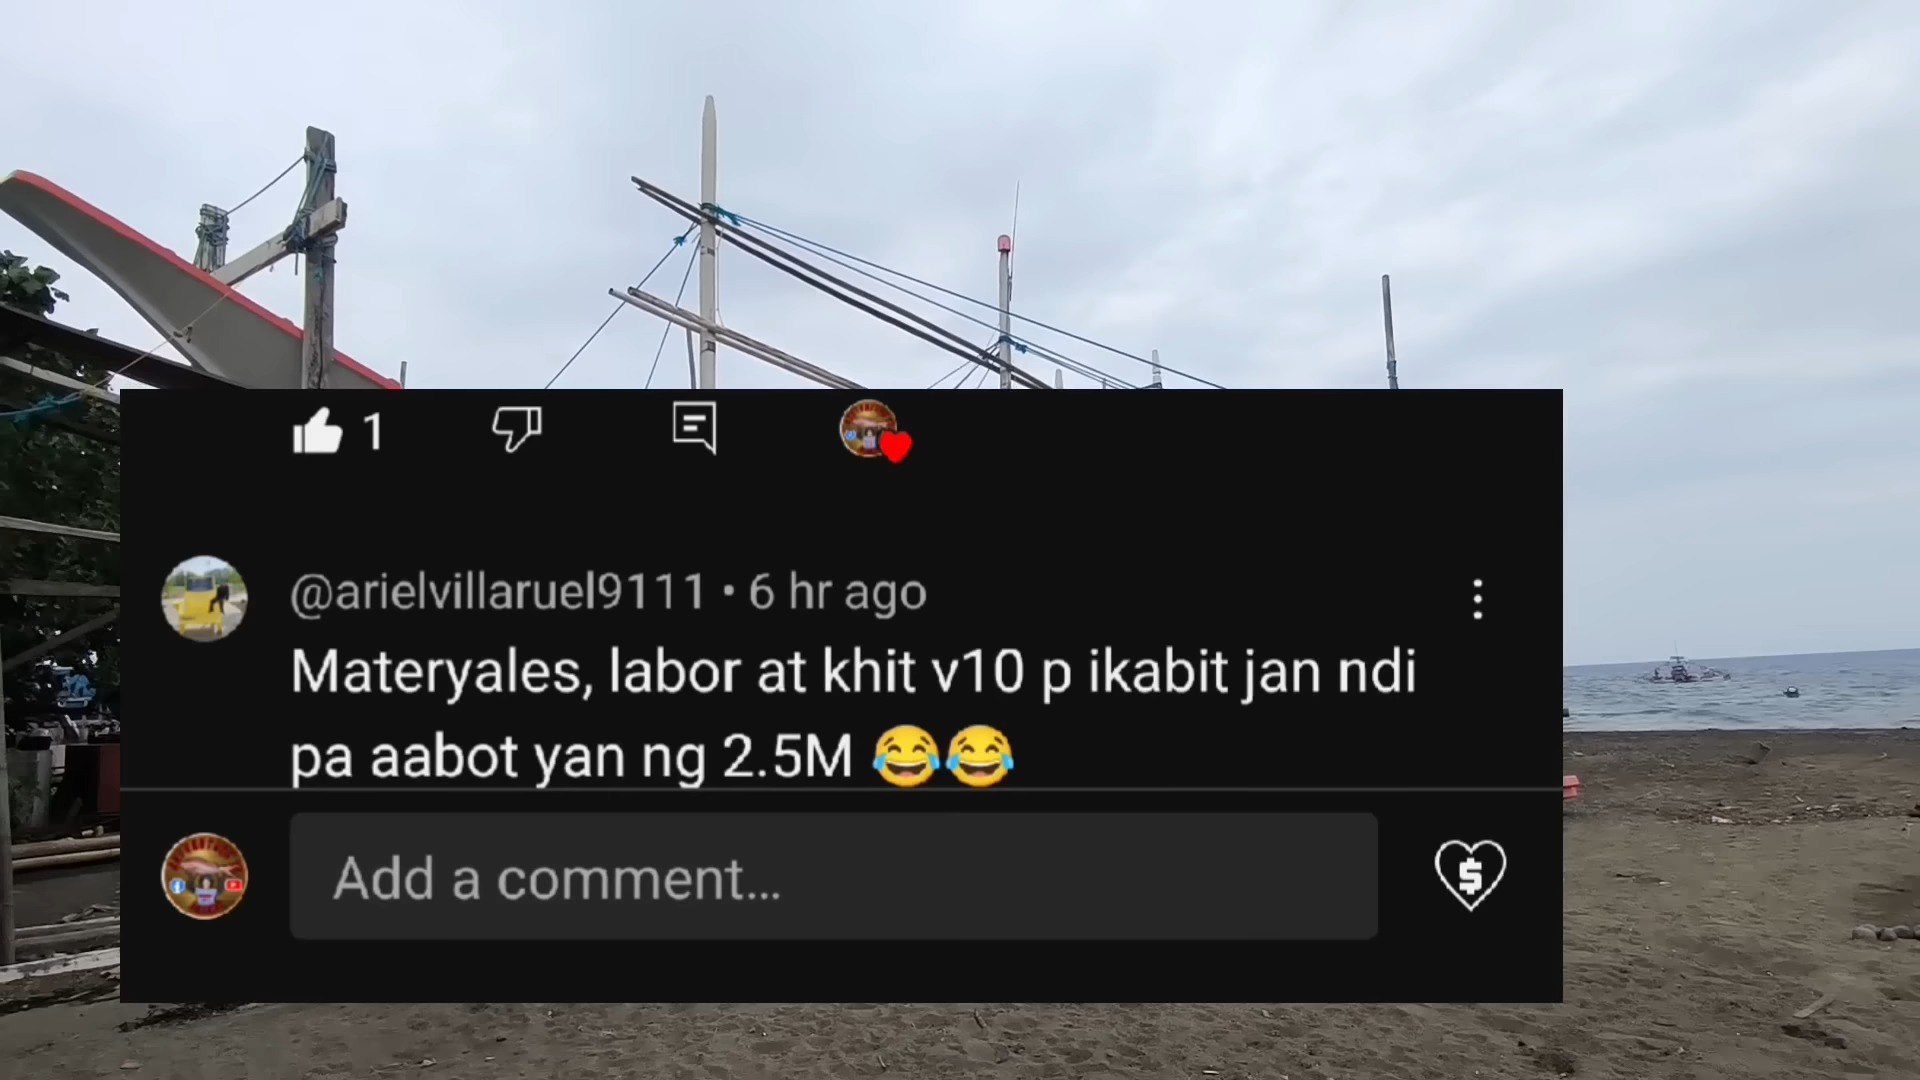 1
@arielvillaruel9111 • 6 hr ago
Materyales, labor at khit v10 p ikabit jan ndi
pa aabot yan ng 2.5M 😂😂
Add a comment...